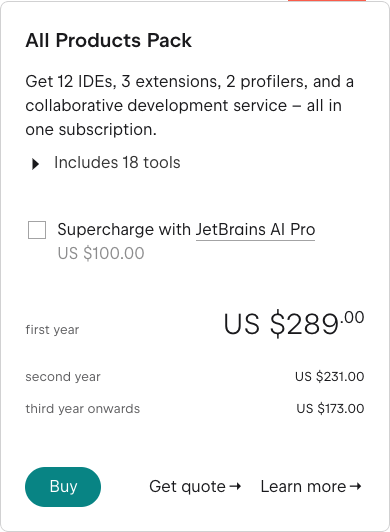 All Products Pack
Get 12 IDEs, 3 extensions, 2 profilers, and a
collaborative development service – all in
one subscription.
Includes 18 tools
Supercharge with JetBrains AI Pro
US $100.00
first year US $289.00
second year US $231.00
third year onwards US $173.00
Buy Get quote→ Learn more→